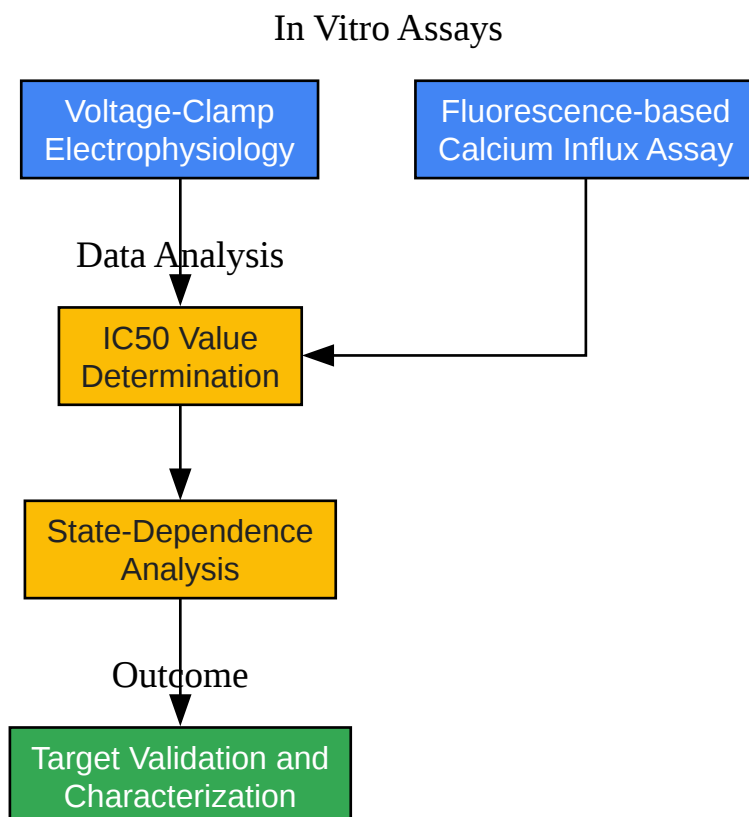 In Vitro Assays
Voltage-Clamp
Electrophysiology
Fluorescence-based
Calcium Influx Assay
Data Analysis
IC50 Value
Determination
State-Dependence
Analysis
Outcome
Target Validation and
Characterization